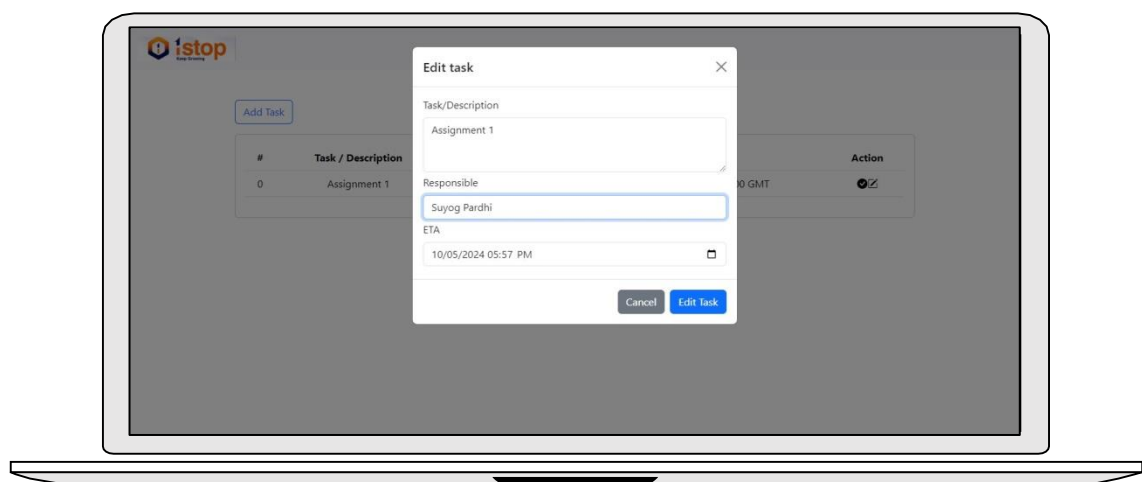 1stop
Edit task
Add Task
Task/Description
Assignment 1
# Task / Description Action
0 Assignment 1 00 GMT
Responsible
Suyog Pardhi
ETA
10/05/2024 05:57 PM
Cancel Edit Task